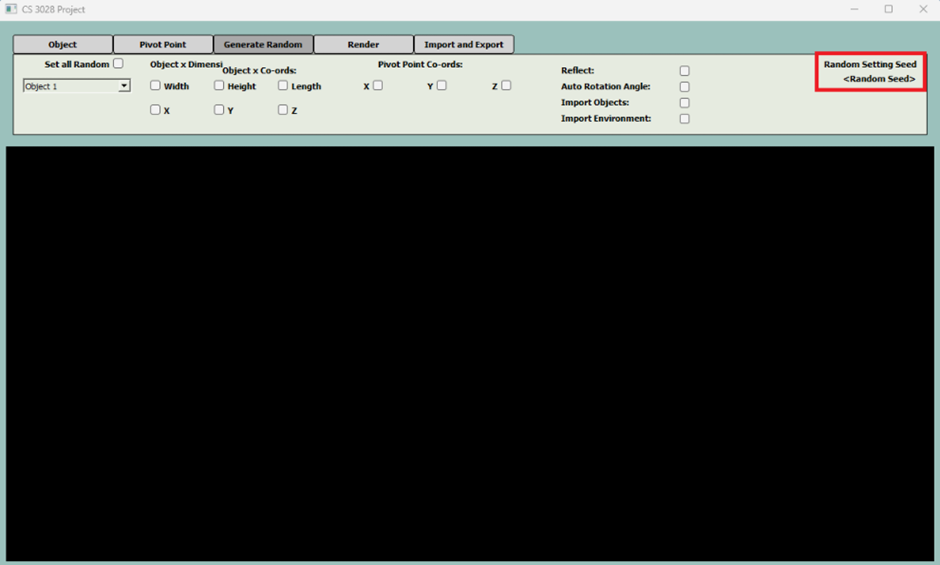 CS 3028 Project
Object Pivot Point Generate Random Render Import and Export
Set all Random Object x Dimensi Object x Co-ords: Pivot Point Co-ords: Reflect: Random Setting Seed
Object 1 Width Height Length X Y Z Auto Rotation Angle: <Random Seed>
Import Objects:
X Y Z Import Environment: